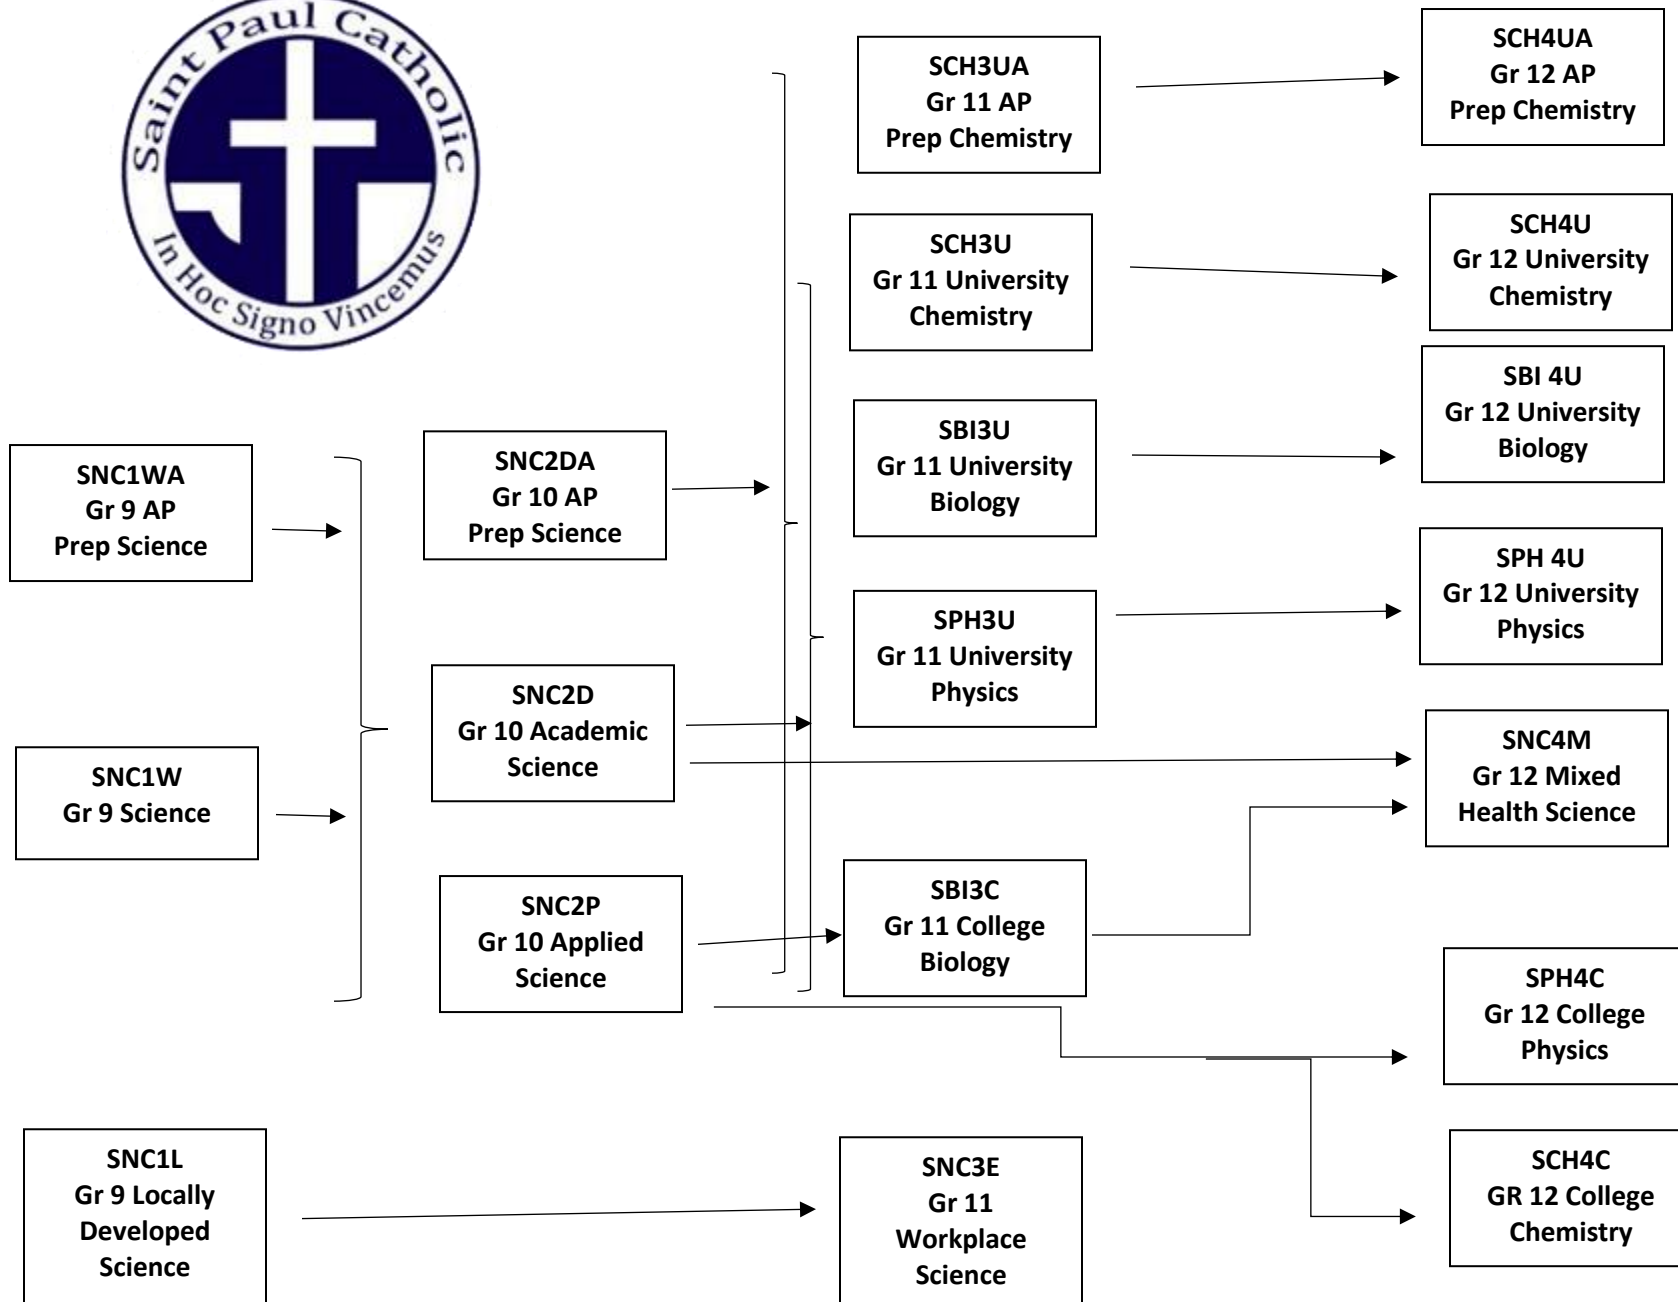 Saint Paul Catholic
In Hoc Signo Vincemus
SNC1WA
Gr 9 AP
Prep Science
SNC1W
Gr 9 Science
SNC1L
Gr 9 Locally
Developed
Science
SNC2DA
Gr 10 AP
Prep Science
SNC2D
Gr 10 Academic
Science
SNC2P
Gr 10 Applied
Science
SCH3UA
Gr 11 AP
Prep Chemistry
SCH3U
Gr 11 University
Chemistry
SBI3U
Gr 11 University
Biology
SPH3U
Gr 11 University
Physics
SBI3C
Gr 11 College
Biology
SNC3E
Gr 11
Workplace
Science
SCH4UA
Gr 12 AP
Prep Chemistry
SCH4U
Gr 12 University
Chemistry
SBI 4U
Gr 12 University
Biology
SPH 4U
Gr 12 University
Physics
SNC4M
Gr 12 Mixed
Health Science
SPH4C
Gr 12 College
Physics
SCH4C
GR 12 College
Chemistry